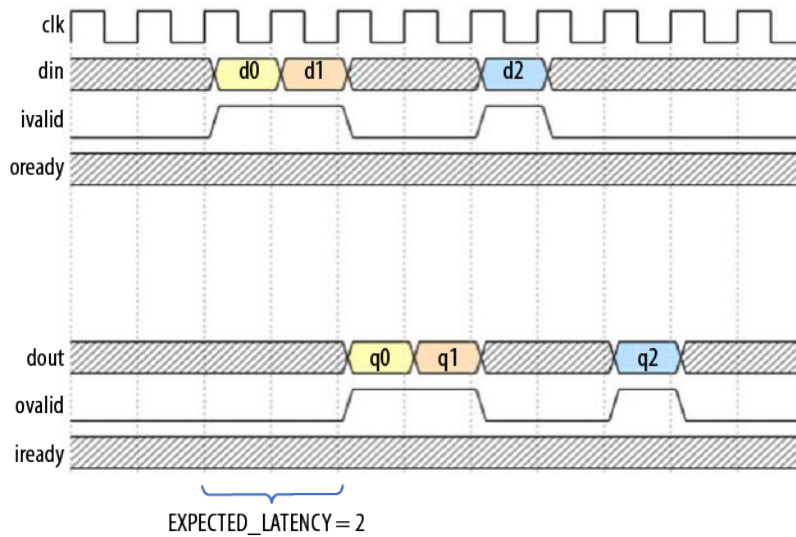 clk
din d0 d1 d2
ivalid
oready
dout q0 q1 q2
ovalid
iready
EXPECTED_LATENCY = 2